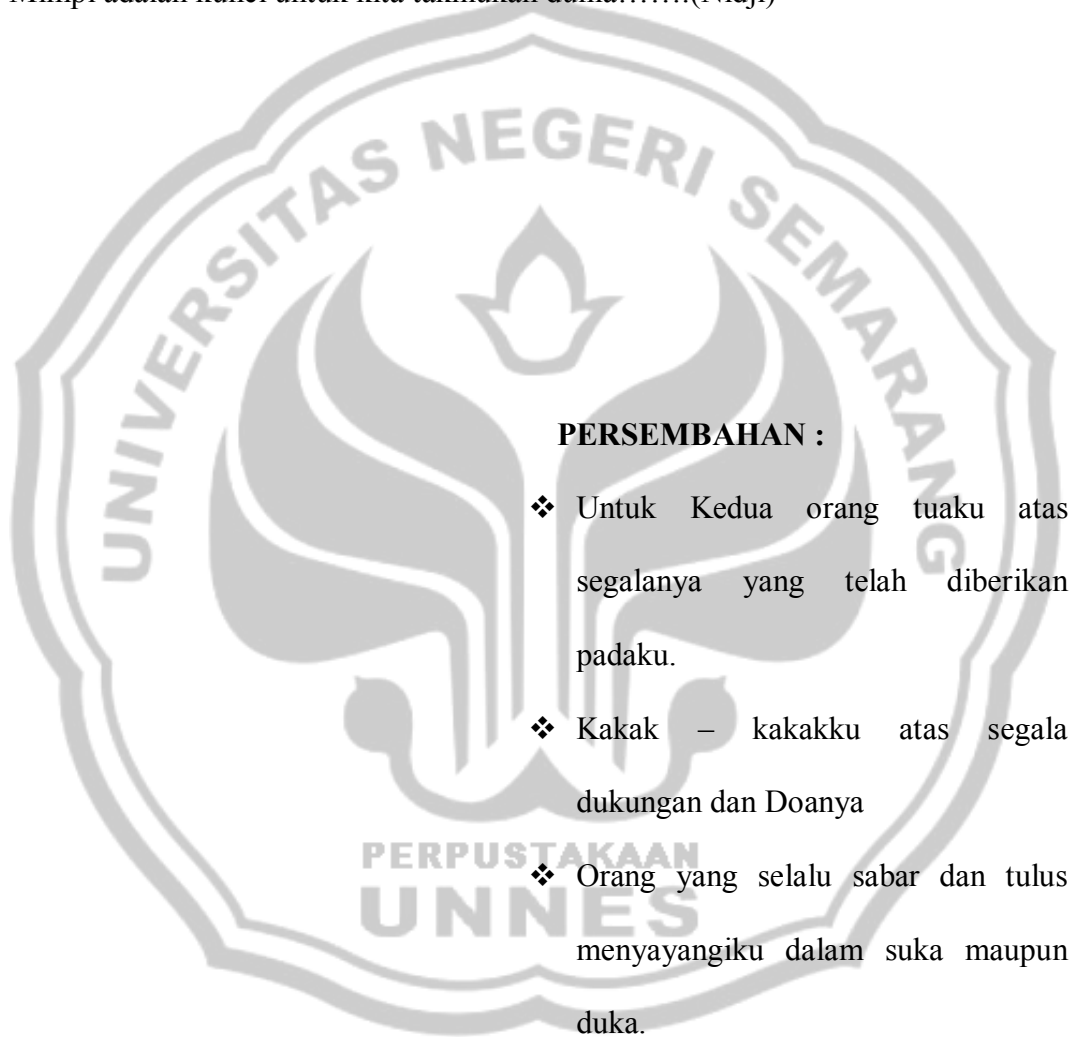 Mimpi adalah kunci untuk kita taklukan dunia……..(Nidji)
UNIVERSITAS NEGERI SEMARANG
PERSEMBAHAN :
❖ Untuk Kedua orang tuaku atas
segalanya yang telah diberikan
padaku.
❖ Kakak – kakakku atas segala
dukungan dan Doanya
❖ Orang yang selalu sabar dan tulus
menyayangiku dalam suka maupun
duka.
PERPUSTAKAAN
UNNES